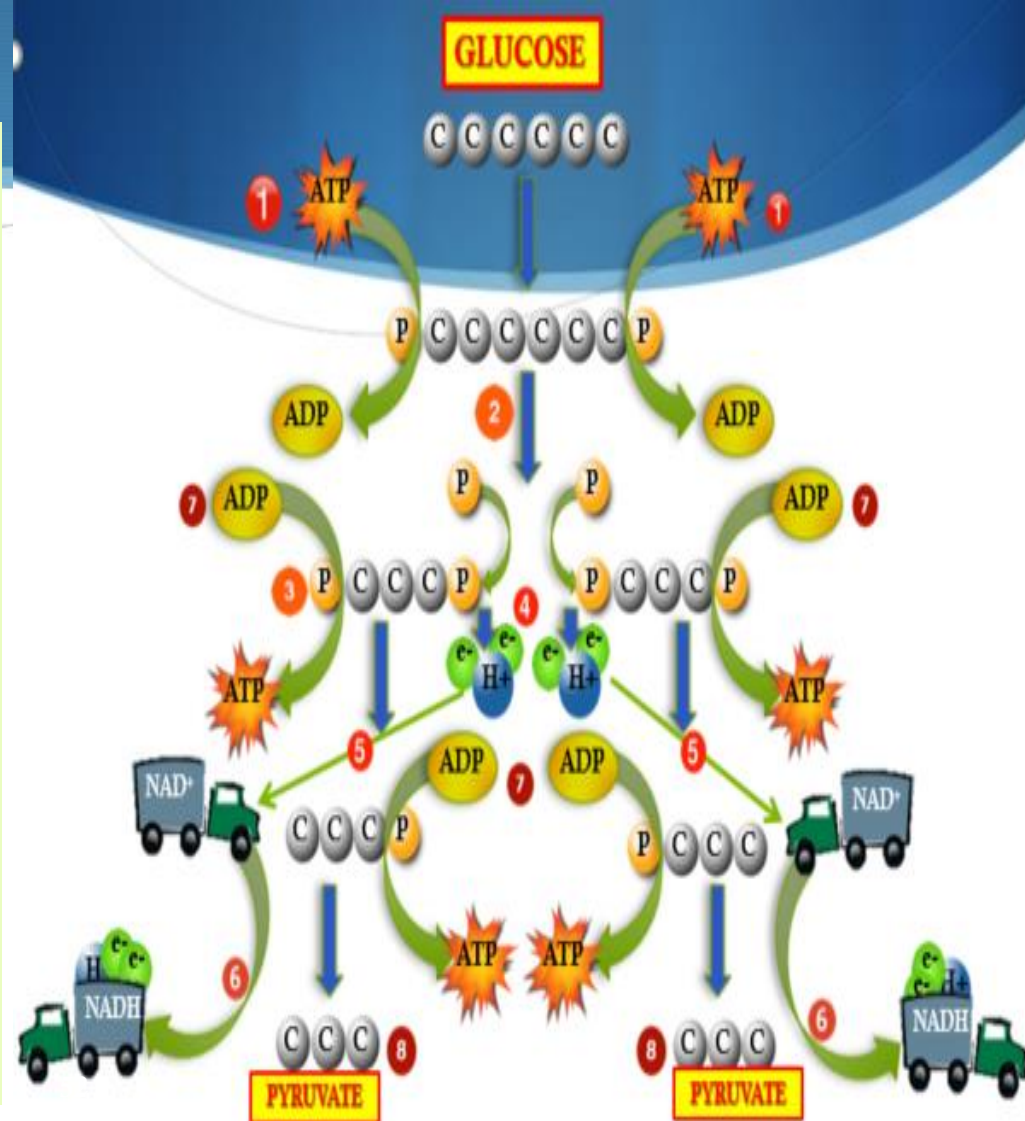 GLUCOSE
C C C C C C
1 ATP ATP 1
P C C C C C C P
ADP 2 ADP
P P
7 ADP ADP 7
3 P C C C P P C C C P
4
e- e- e- e-
H+ H+
ATP ATP
5 5
ADP 7 ADP
NAD+ NAD+
C C C P P C C C
ATP ATP
e- e- e- e-
H H+
6 6
NADH NADH
C C C 8 8 C C C
PYRUVATE PYRUVATE